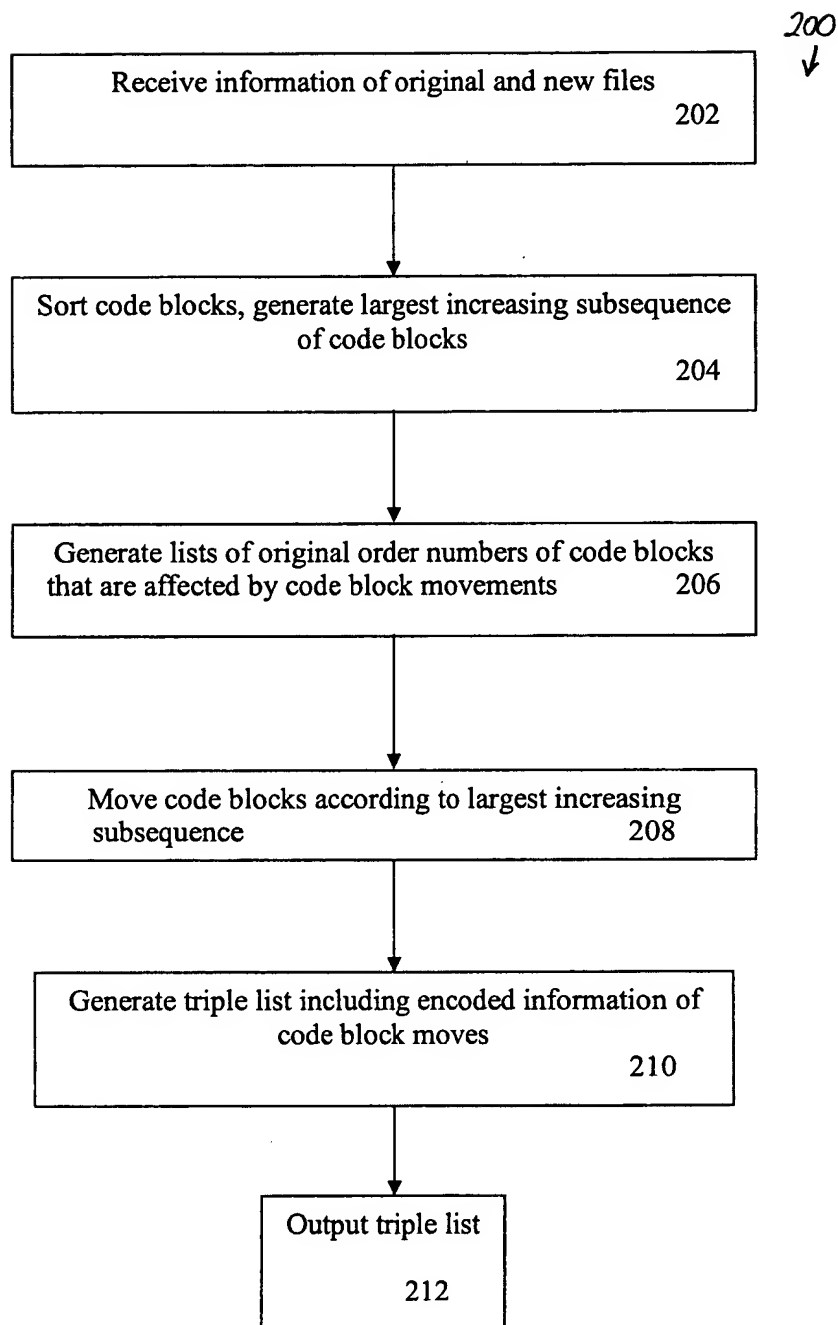 200
Receive information of original and new files
202
Sort code blocks, generate largest increasing subsequence
of code blocks
204
Generate lists of original order numbers of code blocks
that are affected by code block movements 206
Move code blocks according to largest increasing
subsequence 208
Generate triple list including encoded information of
code block moves
210
Output triple list
212